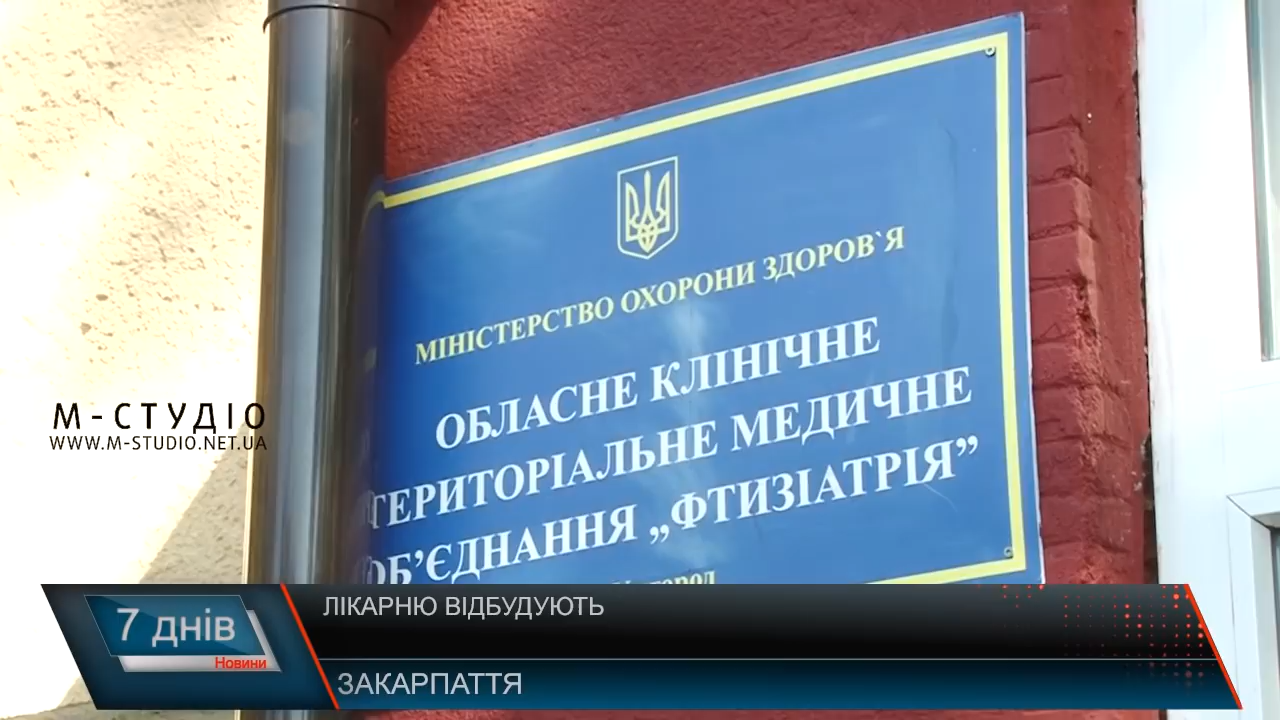 МІНІСТЕРСТВО ОХОРОНИ ЗДОРОВ`Я
ОБЛАСНЕ КЛІНІЧНЕ
ТЕРИТОРІАЛЬНЕ МЕДИЧНЕ
ОБ’ЄДНАННЯ „ФТИЗІАТРІЯ”
М-СТУДІО
WWW.M-STUDIO.NET.UA
7 днів
Новини
ЛІКАРНЮ ВІДБУДУЮТЬ
ЗАКАРПАТТЯ